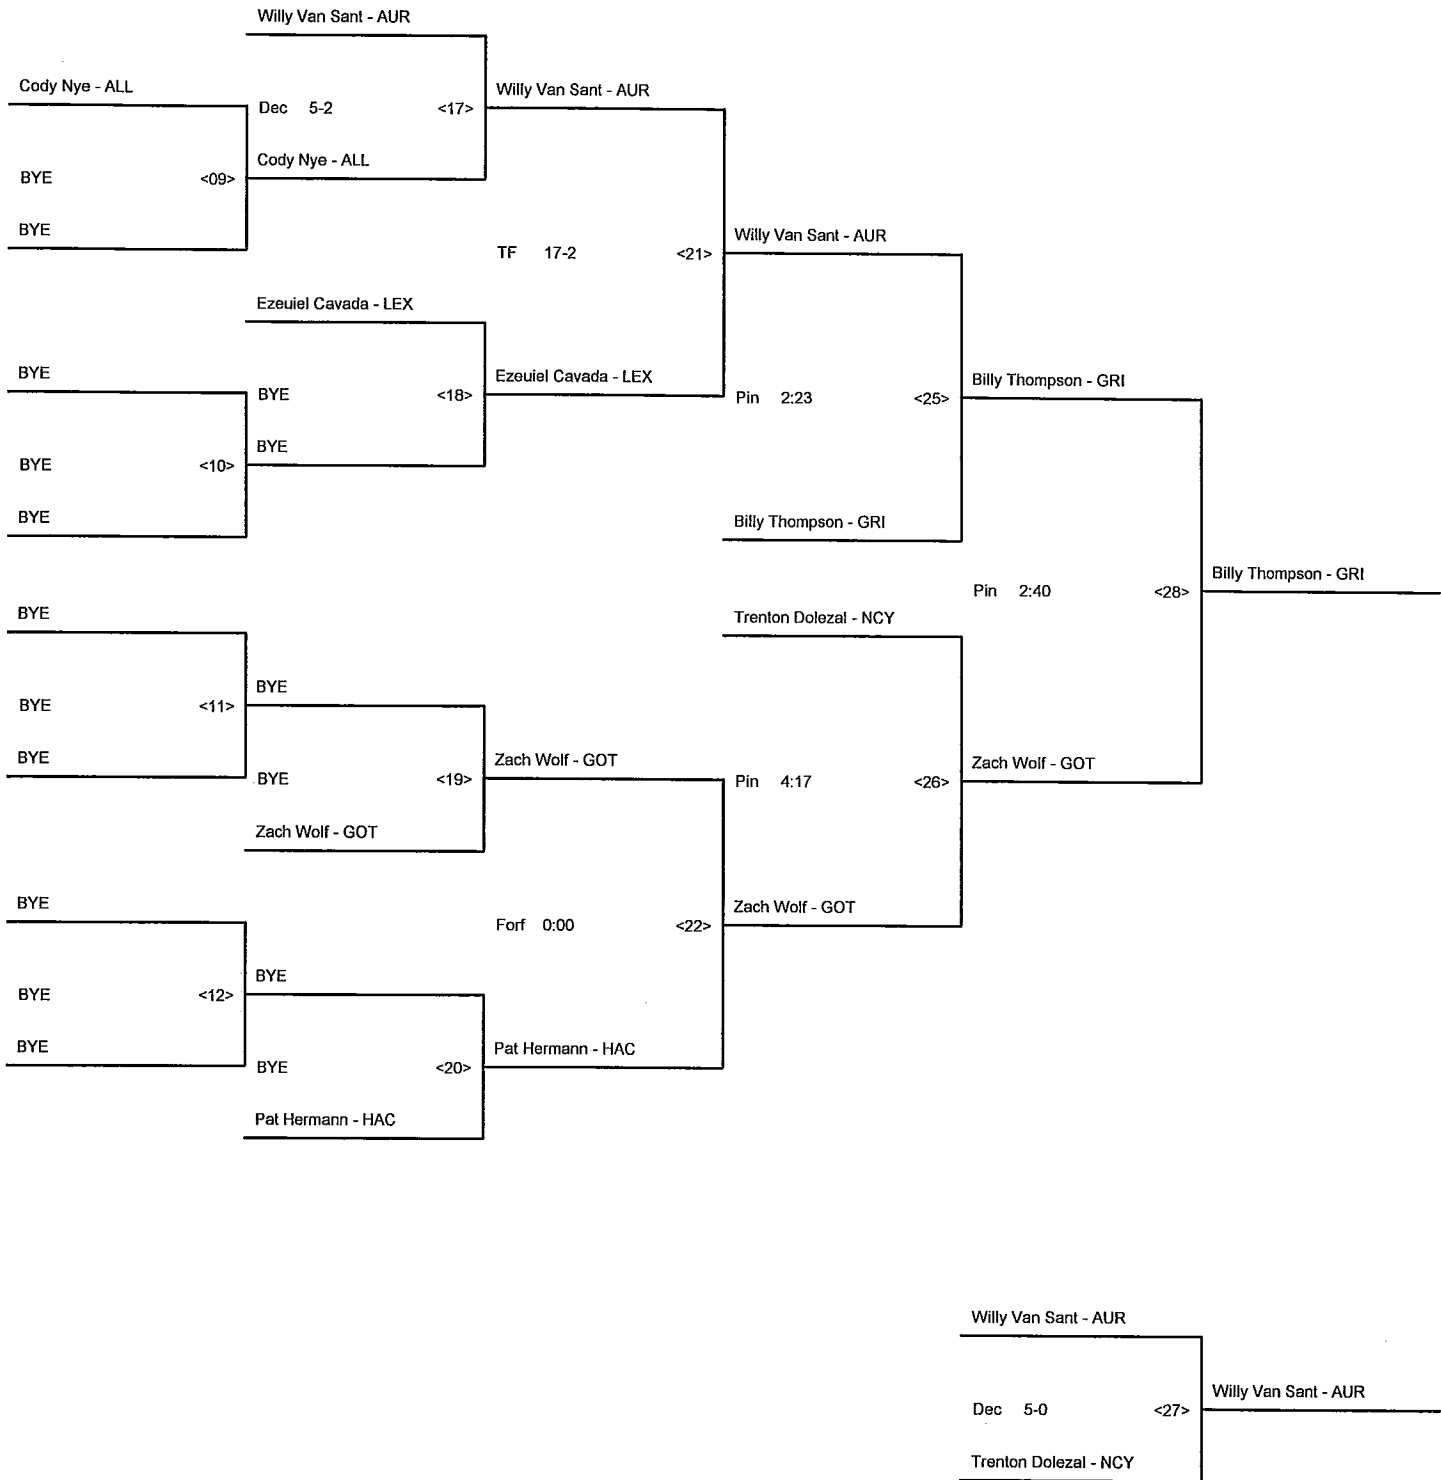 Willy Van Sant - AUR
Cody Nye - ALL
Willy Van Sant - AUR
Dec 5-2 <17>
Cody Nye - ALL
BYE <09>
BYE
Willy Van Sant - AUR
TF 17-2 <21>
Ezeuiel Cavada - LEX
BYE
Ezeuiel Cavada - LEX
Billy Thompson - GRI
BYE <18>
Pin 2:23 <25>
BYE
BYE <10>
BYE
Billy Thompson - GRI
Billy Thompson - GRI
Pin 2:40 <28>
BYE
Trenton Dolezal - NCY
BYE
BYE <11>
BYE
Zach Wolf - GOT
Zach Wolf - GOT
BYE <19>
Pin 4:17 <26>
Zach Wolf - GOT
BYE
Zach Wolf - GOT
Forf 0:00 <22>
BYE
BYE <12>
BYE
Pat Hermann - HAC
BYE <20>
Pat Hermann - HAC
Willy Van Sant - AUR
Willy Van Sant - AUR
Dec 5-0 <27>
Trenton Dolezal - NCY